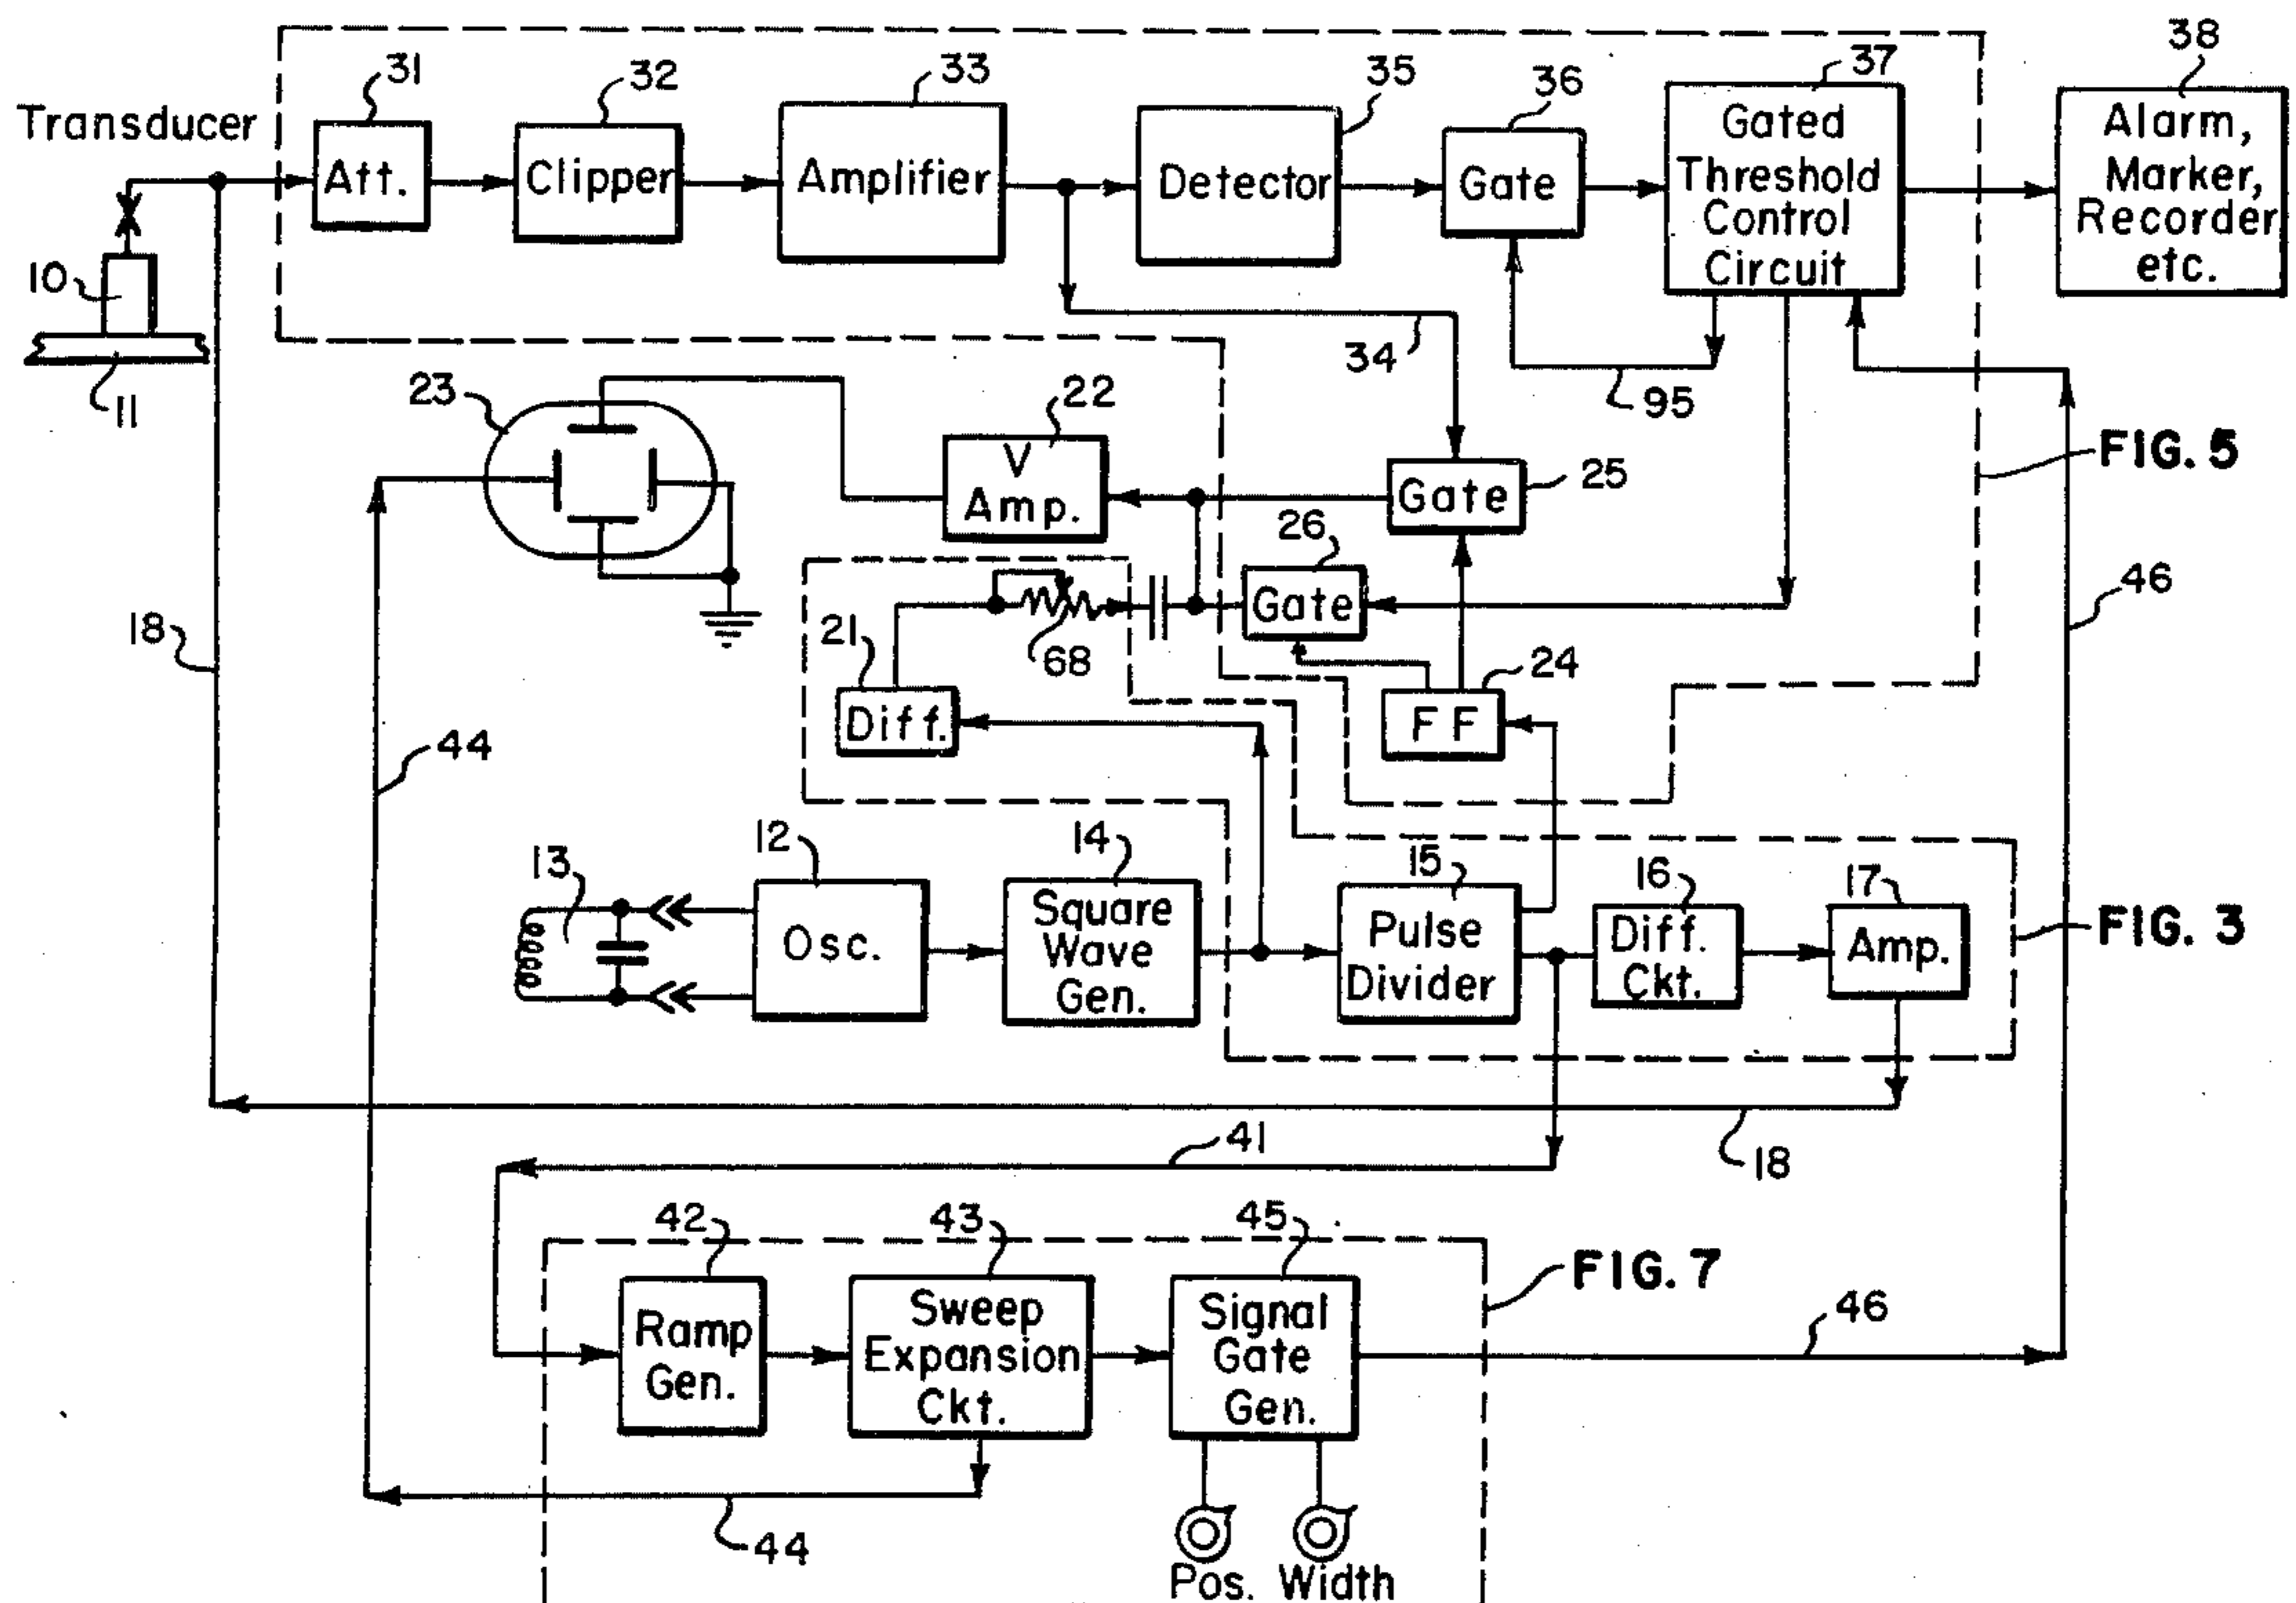 38
31
32
33
35
36
37
Transducer
Att.
Clipper
Amplifier
Detector
Gate
Gated
Threshold
Control
Circuit
Alarm,
Marker,
Recorder
etc.
10
11
34
95
23
22
V
Amp.
Gate
25
FIG. 5
26
Gate
46
18
21
68
24
Diff.
FF
44
13
12
14
15
16
17
Osc.
Square
Wave
Gen.
Pulse
Divider
Diff.
Ckt.
Amp.
FIG. 3
41
18
42
43
45
FIG. 7
Ramp
Gen.
Sweep
Expansion
Ckt.
Signal
Gate
Gen.
46
44
Pos.
Width